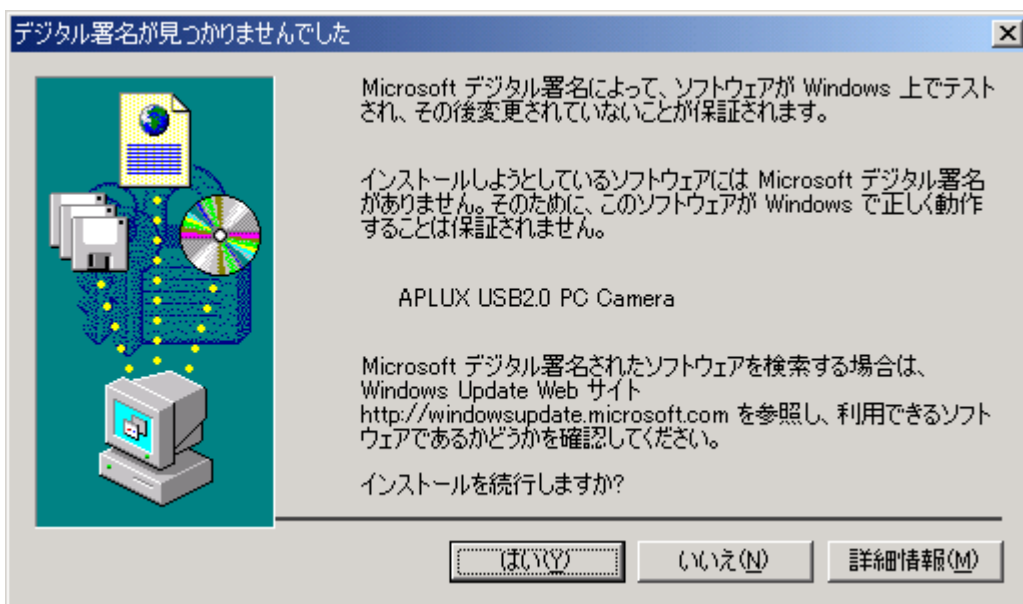 デジタル署名が見つかりませんでした
Microsoft デジタル署名によって、ソフトウェアが Windows 上でテスト
され、その後変更されていないことが保証されます。
インストールしようとしているソフトウェアには Microsoft デジタル署名
がありません。そのために、このソフトウェアが Windows で正しく動作
することは保証されません。
APLUX USB2.0 PC Camera
Microsoft デジタル署名されたソフトウェアを検索する場合は、
Windows Update Web サイト
http://windowsupdate.microsoft.com を参照し、利用できるソフト
ウェアであるかどうかを確認してください。
インストールを続行しますか?
はい(Y)
いいえ(N)
詳細情報(M)